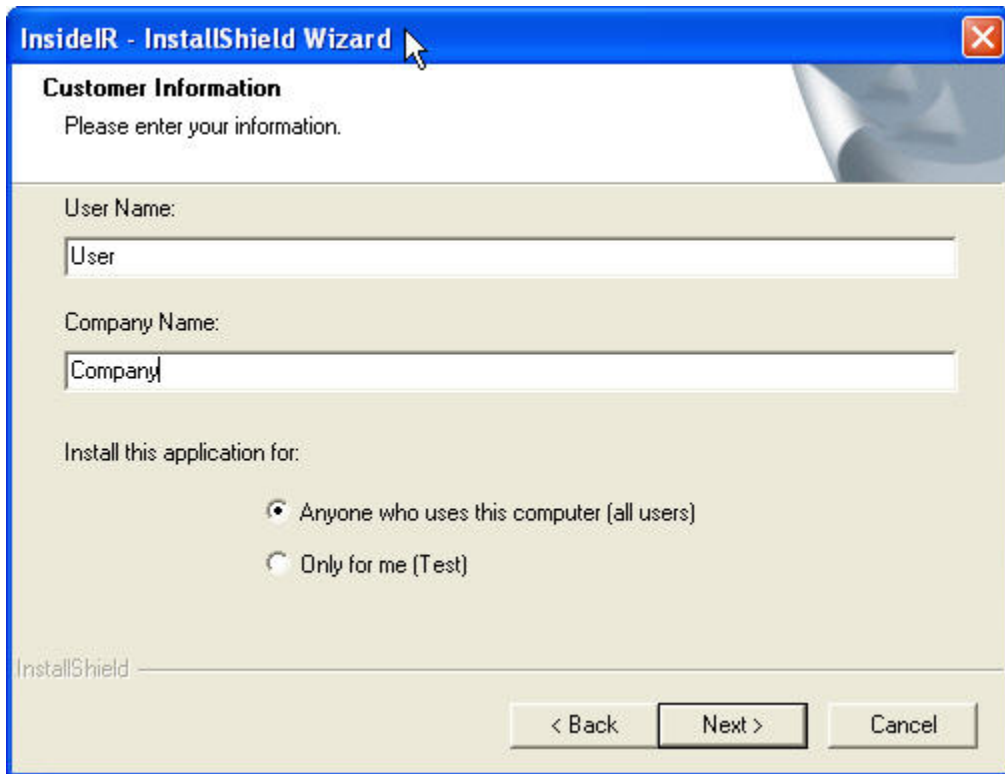 InsideIR - InstallShield Wizard
Customer Information
Please enter your information.
User Name:
User
Company Name:
Company
Install this application for:
Anyone who uses this computer (all users)
Only for me (Test)
InstallShield
< Back
Next >
Cancel